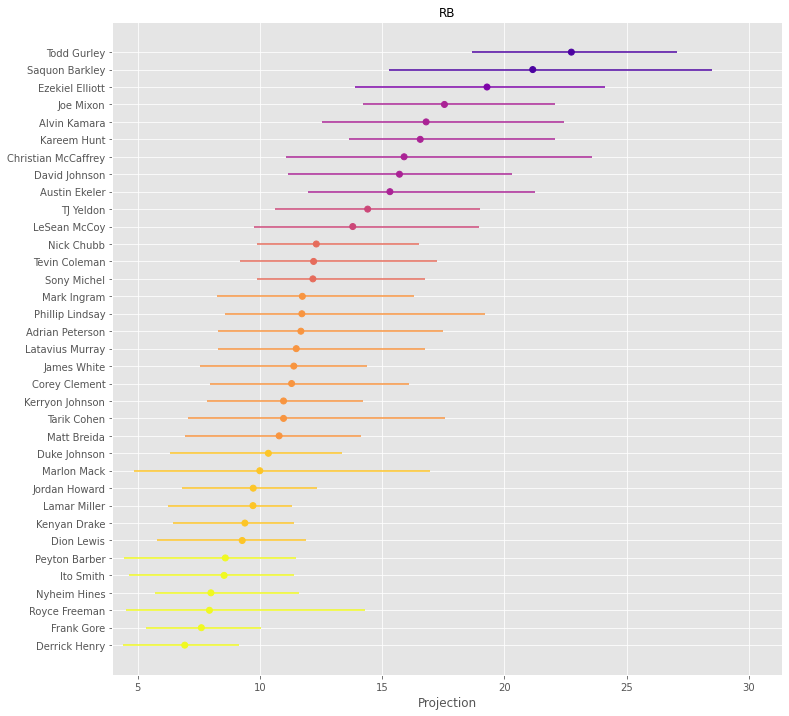 RB
Todd Gurley
Saquon Barkley
Ezekiel Elliott
Joe Mixon
Alvin Kamara
Kareem Hunt
Christian McCaffrey
David Johnson
Austin Ekeler
TJ Yeldon
LeSean McCoy
Nick Chubb
Tevin Coleman
Sony Michel
Mark Ingram
Phillip Lindsay
Adrian Peterson
Latavius Murray
James White
Corey Clement
Kerryon Johnson
Tarik Cohen
Matt Breida
Duke Johnson
Marlon Mack
Jordan Howard
Lamar Miller
Kenyan Drake
Dion Lewis
Peyton Barber
Ito Smith
Nyheim Hines
Royce Freeman
Frank Gore
Derrick Henry
5 10 15 20 25 30
Projection